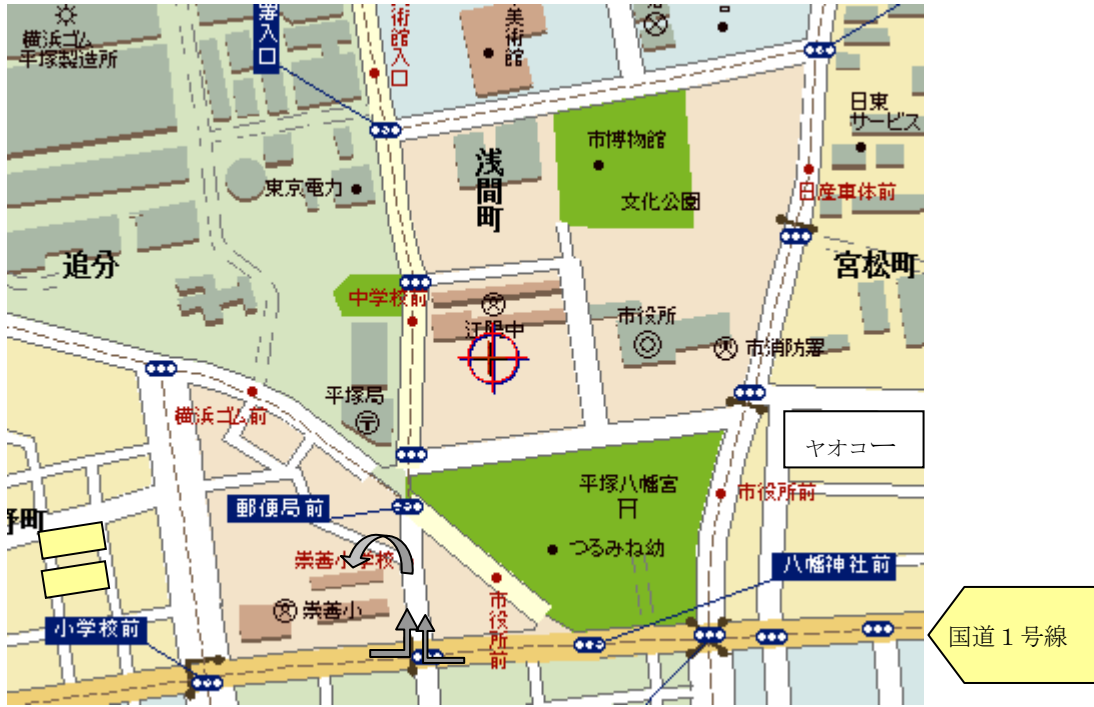 横浜ゴム
平塚製造所
術館入口
美術館
日東
サービス
市博物館
文化公園
浅間町
東京電力
日産車体前
追分
宮松町
中学校前
江陽中
市役所
市消防署
平塚局
横浜ゴム前
ヤオコー
平塚八幡宮
市役所前
郵便局前
つるみね幼
崇善小学校
八幡神社前
崇善小
市役所前
小学校前
国道1号線